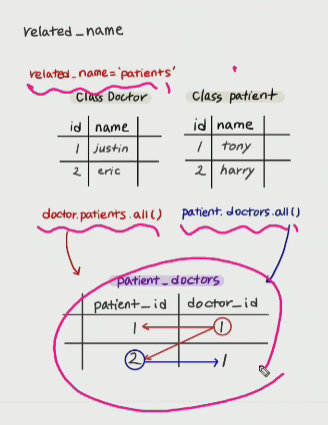 related_name
related_name='patients'
Class Doctor
Class patient
id name
1 justin
2 eric
id name
1 tony
2 harry
doctor.patients.all()
patient.doctors.all()
patient_doctors
patient_id doctor_id
1 1
2 1